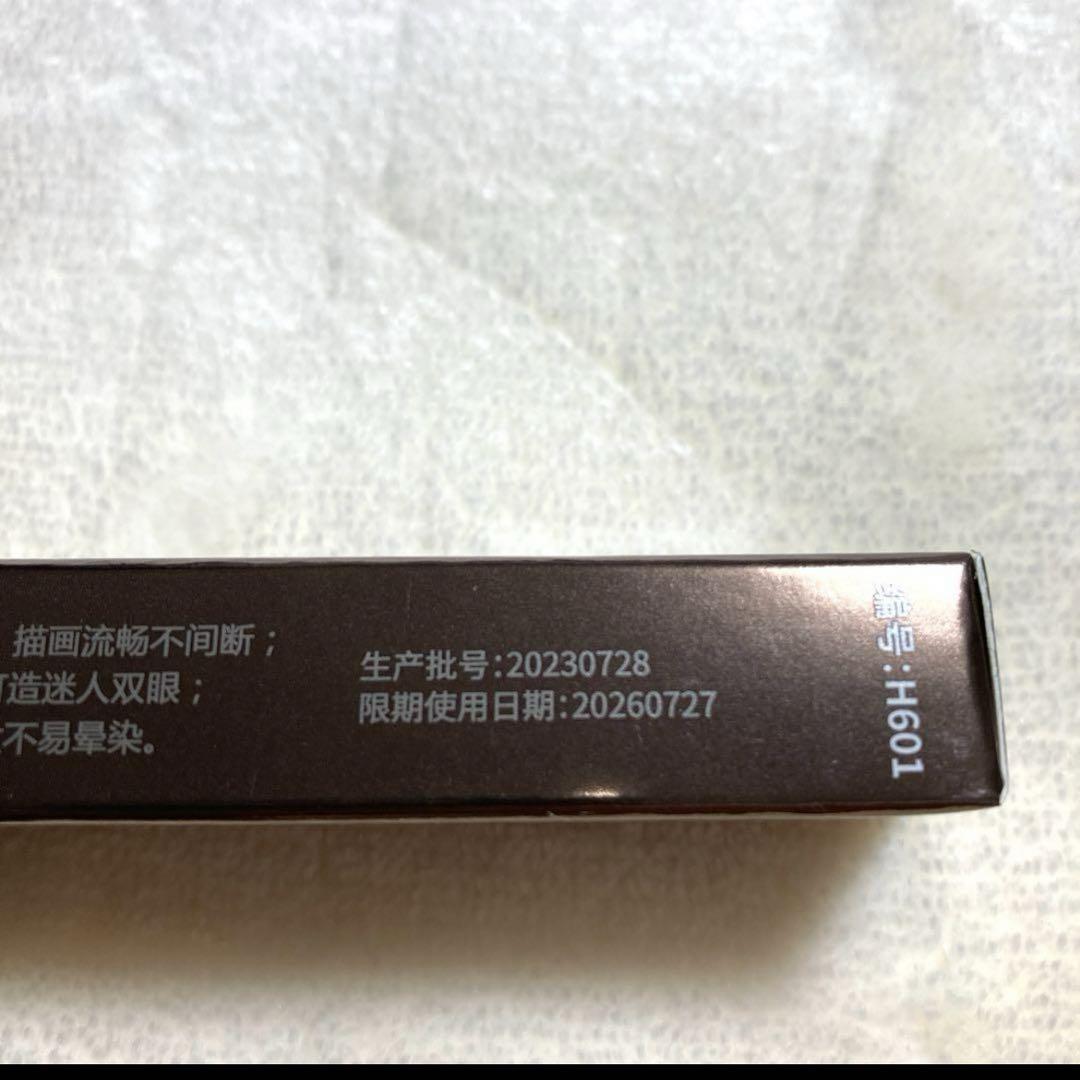 描画流畅不间断；
造迷人双眼；
不易晕染。
生产批号:20230728
限期使用日期:20260727
编号:H601